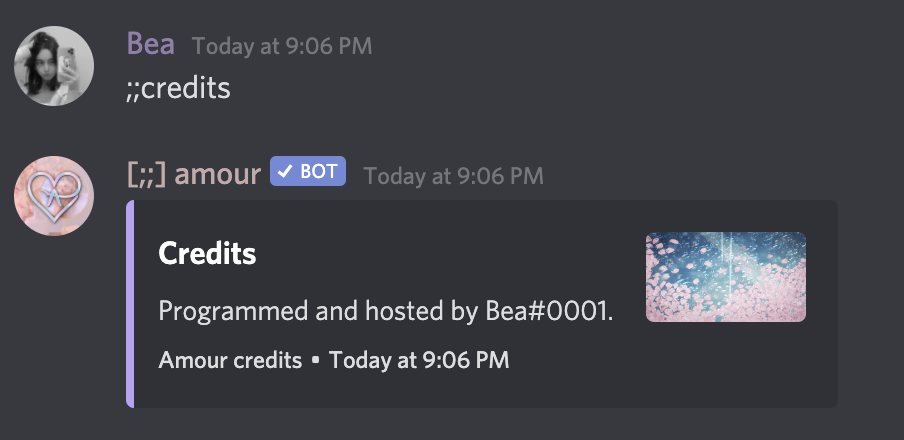 Bea Today at 9:06 PM
;;credits
[;;] amour ✓ BOT Today at 9:06 PM
Credits
Programmed and hosted by Bea#0001.
Amour credits • Today at 9:06 PM